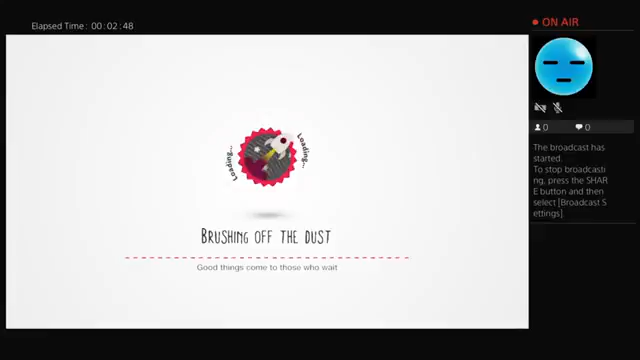 Elapsed Time : 00:02:48
ON AIR
Loading...
Loading...
0
0
BRUSHING OFF THE DUST
Good things come to those who wait
The broadcast has
started.
To stop broadcasti
ng, press the SHAR
E button and then
select [Broadcast S
ettings].